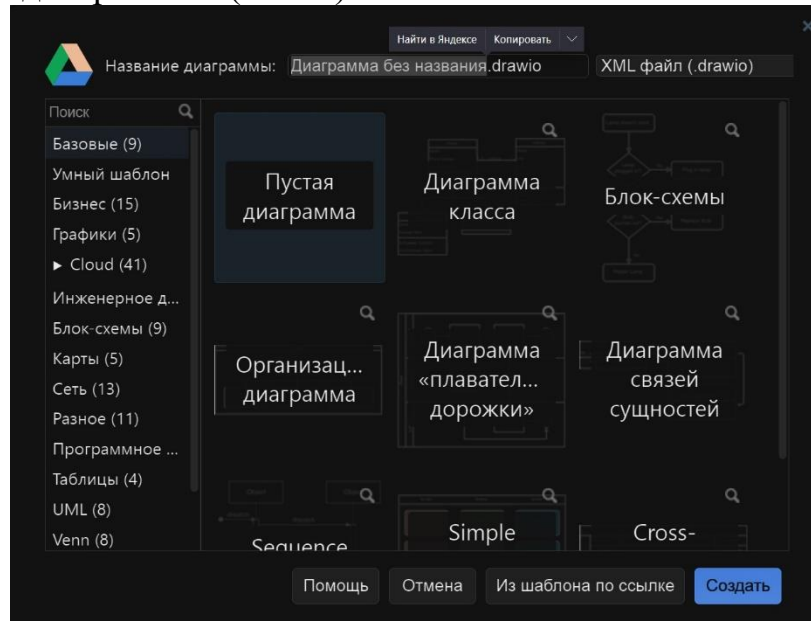 Найти в Яндексе Копировать
Название диаграммы: Диаграмма без названия.drawio XML файл (.drawio)
Поиск
Базовые (9)
Умный шаблон
Бизнес (15)
Графики (5)
► Cloud (41)
Инженерное д...
Блок-схемы (9)
Карты (5)
Сеть (13)
Разное (11)
Программное ...
Таблицы (4)
UML (8)
Venn (8)
Пустая
диаграмма
Диаграмма
класса
Блок-схемы
Организац...
диаграмма
Диаграмма
«плавател...
дорожки»
Диаграмма
связей
сущностей
Sequence
Simple
Cross-
Помощь Отмена Из шаблона по ссылке Создать